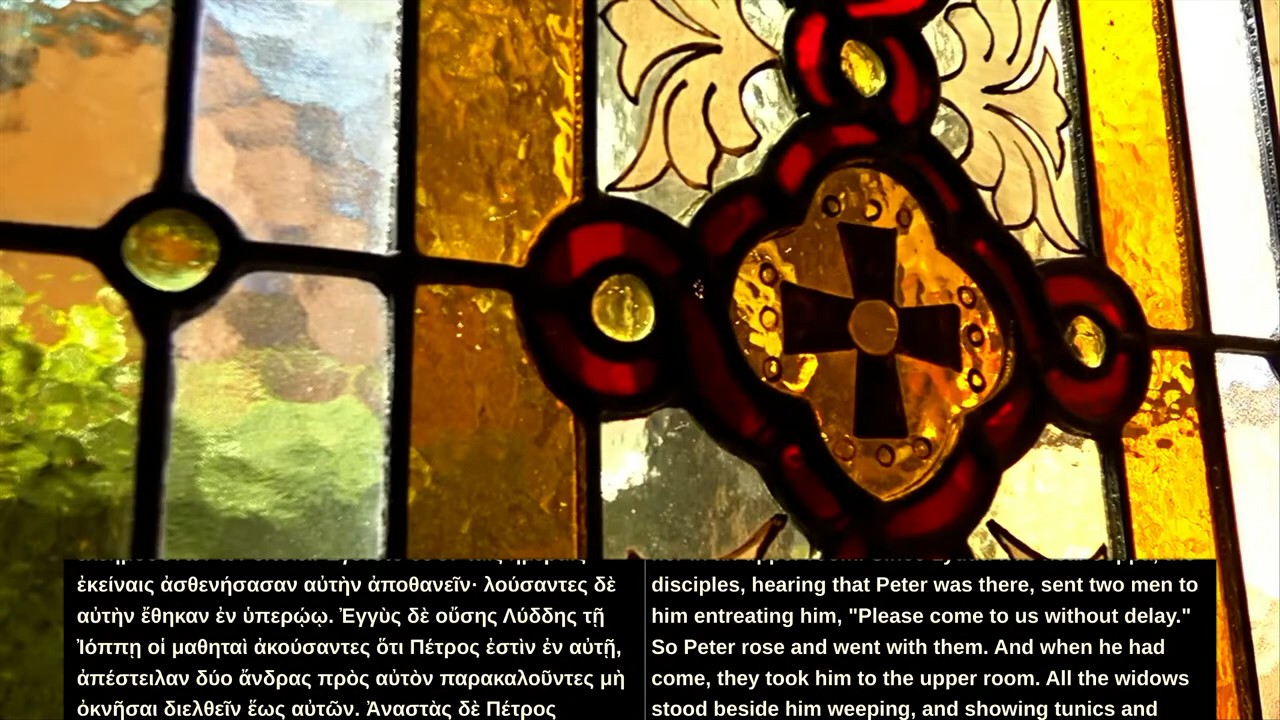 ἐκείναις ἀσθενήσασαν αὐτὴν ἀποθανεῖν· λούσαντες δὲ
αὐτὴν ἔθηκαν ἐν ὑπερῴῳ. Ἐγγὺς δὲ οὔσης Λύδδης τῇ
Ἰόππῃ οἱ μαθηταὶ ἀκούσαντες ὅτι Πέτρος ἐστὶν ἐν αὐτῇ,
ἀπέστειλαν δύο ἄνδρας πρὸς αὐτὸν παρακαλοῦντες μὴ
ὀκνῆσαι διελθεῖν ἕως αὐτῶν. Ἀναστὰς δὲ Πέτρος
disciples, hearing that Peter was there, sent two men to
him entreating him, "Please come to us without delay."
So Peter rose and went with them. And when he had
come, they took him to the upper room. All the widows
stood beside him weeping, and showing tunics and